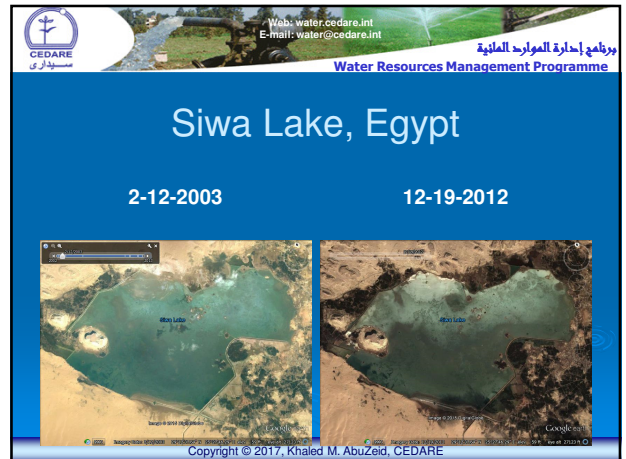 Web: water.cedare.int
E-mail: water@cedare.int
CEDARE
سيداري
برنامج إدارة الموارد المائية
Water Resources Management Programme
Siwa Lake, Egypt
2-12-2003
12-19-2012
Siwa Lake
Siwa Lake
Google earth
Google earth
Copyright © 2017, Khaled M. AbuZeid, CEDARE